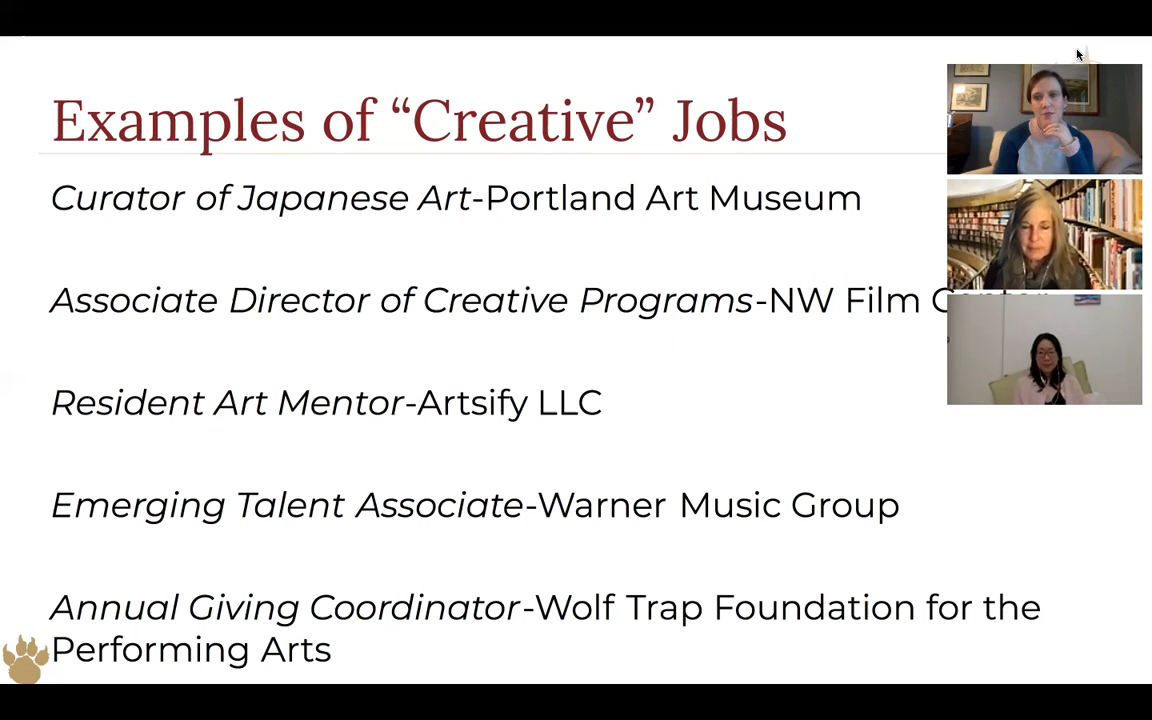 Examples of “Creative” Jobs
Curator of Japanese Art-Portland Art Museum
Associate Director of Creative Programs-NW Film
Resident Art Mentor-Artsify LLC
Emerging Talent Associate-Warner Music Group
Annual Giving Coordinator-Wolf Trap Foundation for the
Performing Arts